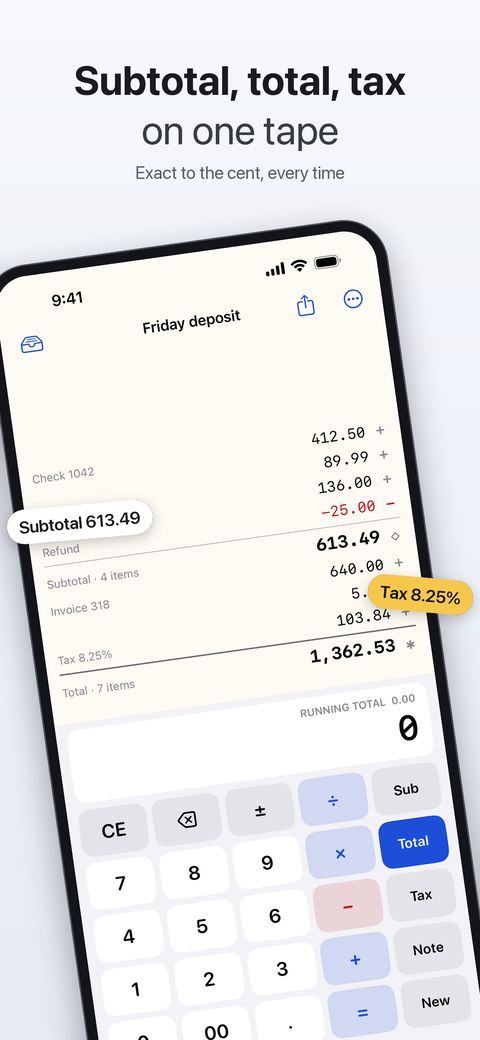 Subtotal, total, tax
on one tape
Exact to the cent, every time
9:41
Friday deposit
412.50 +
Check 1042 89.99 +
136.00 +
Subtotal 613.49
Refund −25.00 −
Subtotal · 4 items 613.49 ◇
Invoice 318 640.00 +
5.
Tax 8.25%
Tax 8.25% 103.84 +
Total · 7 items 1,362.53 *
RUNNING TOTAL 0.00
0
CE ± ÷ Sub
7 8 9 × Total
4 5 6 − Tax
1 2 3 + Note
0 00 . = New